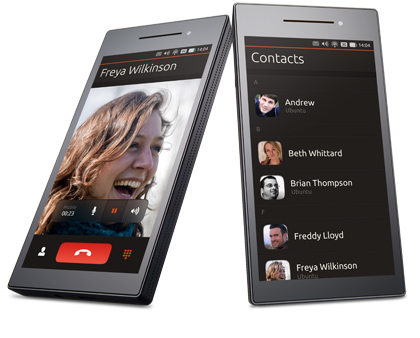 14:04
Freya Wilkinson
00:23
14:04
Contacts
A
Andrew
Ubuntu
B
Beth Whittard
Brian Thompson
Ubuntu
F
Freddy Lloyd
Freya Wilkinson
Ubuntu